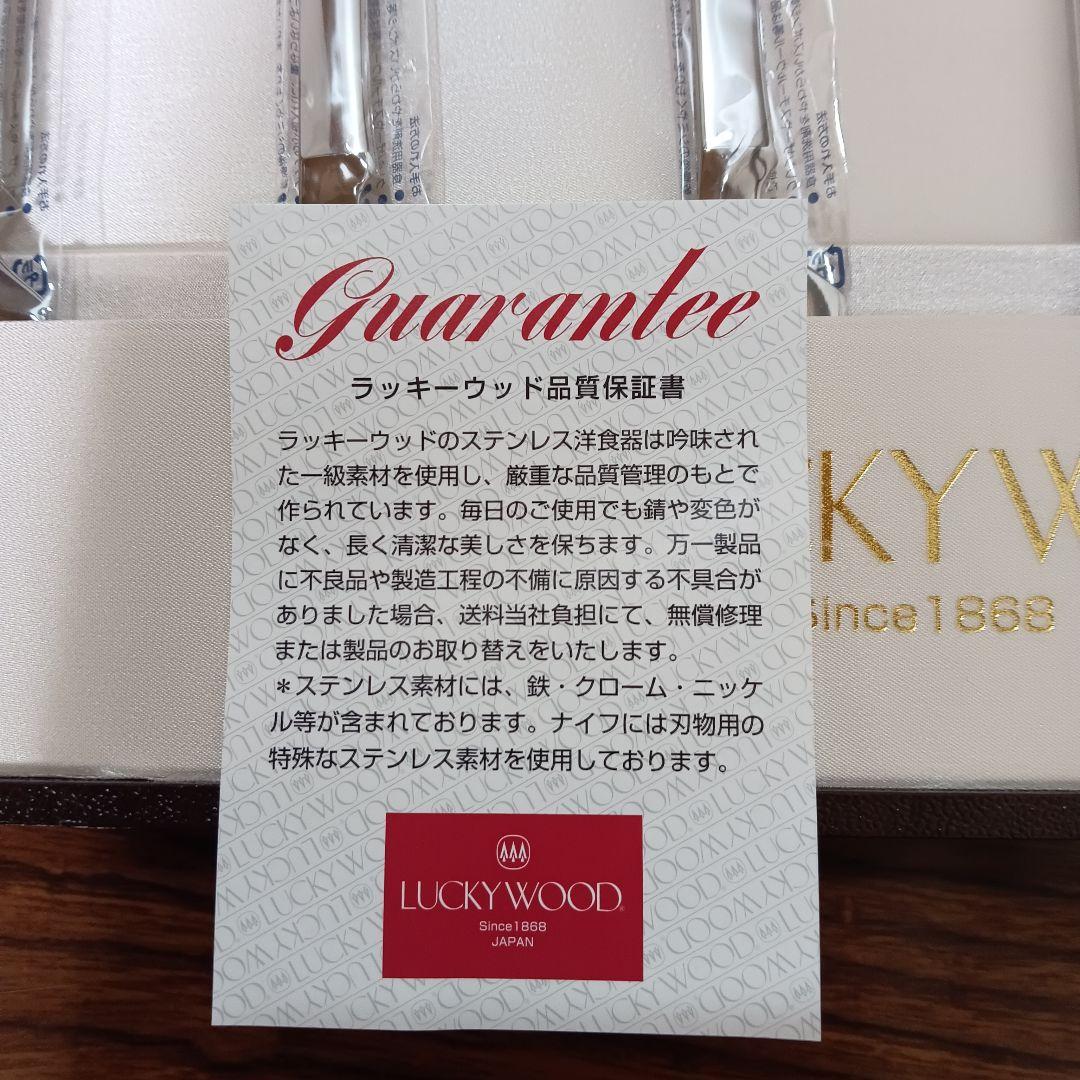 Guarantee
ラッキーウッド品質保証書
ラッキーウッドのステンレス洋食器は吟味され
た一級素材を使用し、厳重な品質管理のもとで
作られています。毎日のご使用でも錆や変色が
なく、長く清潔な美しさを保ちます。万一製品
に不良品や製造工程の不備に原因する不具合が
ありました場合、送料当社負担にて、無償修理
または製品のお取り替えをいたします。
＊ステンレス素材には、鉄・クローム・ニッケ
ル等が含まれております。ナイフには刃物用の
特殊なステンレス素材を使用しております。
LUCKYWOOD
Since1868
JAPAN
KY
Since1868